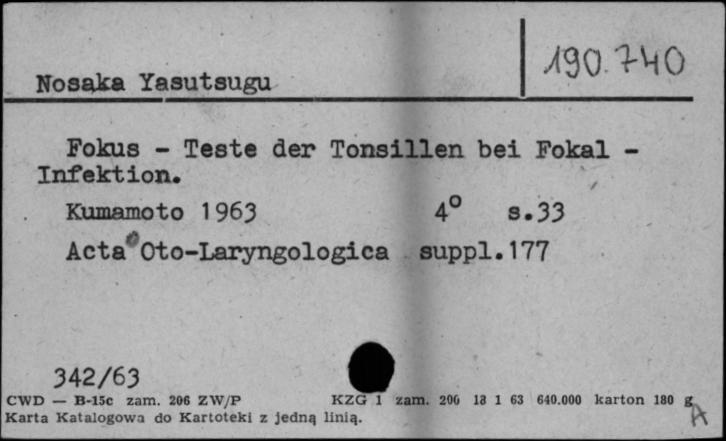 190.740
Nosaka Yasutsugu
Fokus - Teste der Tonsillen bei Fokal -
Infektion.
Kumamoto 1963 4° s.33
Acta Oto-Laryngologica suppl.177
342/63
CWD — B-15c zam. 206 ZW/P KZG 1 zam. 206 18 1 63 640.000 karton 180 g
Karta Katalogowa do Kartoteki z jedną linią.
A